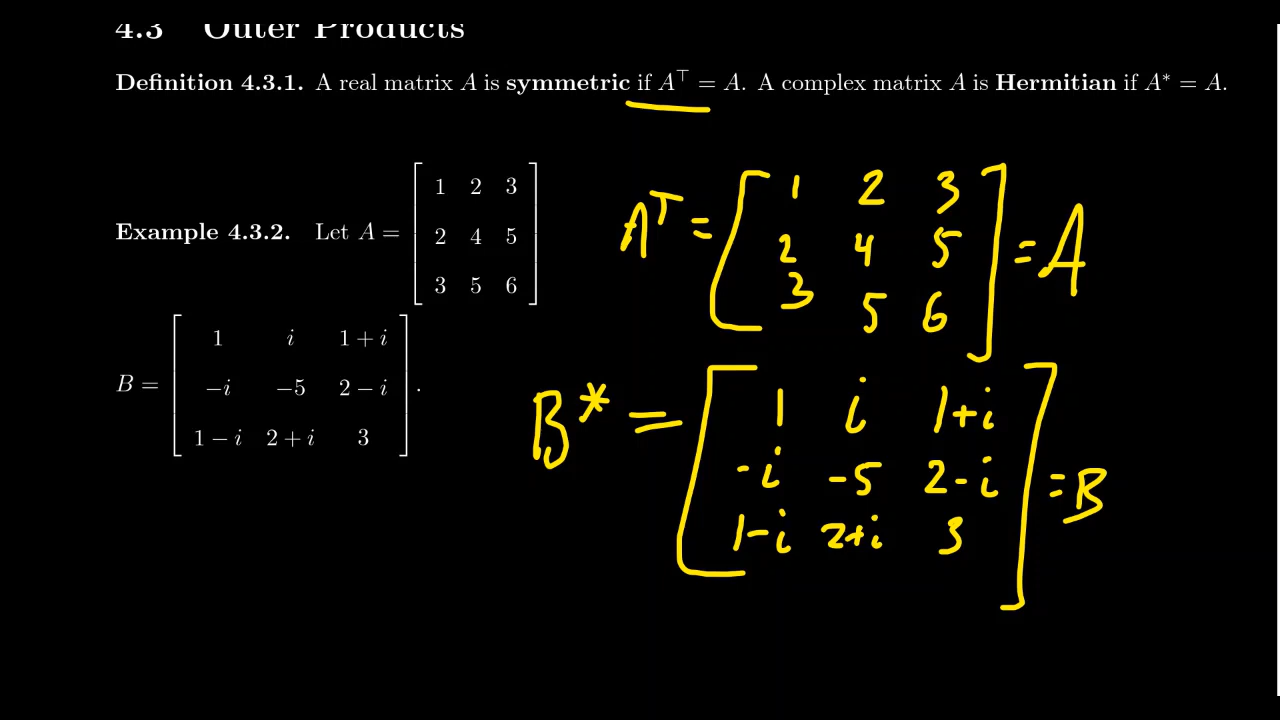 4.3 Outer Products
Definition 4.3.1. A real matrix A is symmetric if A⊤ = A. A complex matrix A is Hermitian if A* = A.
Example 4.3.2. Let A =
1 2 3
2 4 5
3 5 6
Aᵀ =
1 2 3
2 4 5
3 5 6
= A
B =
1 i 1 + i
−i −5 2 − i
1 − i 2 + i 3
.
B* =
1 i 1+i
-i -5 2-i
1-i 2+i 3
= B